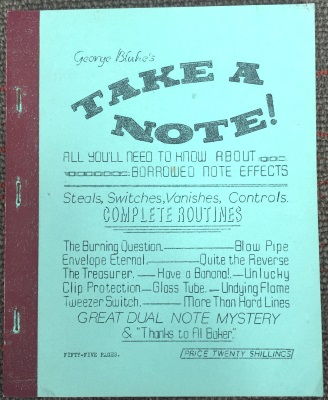 George Blake's
TAKE A
NOTE!
ALL YOU'LL NEED TO KNOW ABOUT
BORROWED NOTE EFFECTS
Steals, Switches, Vanishes, Controls.
COMPLETE ROUTINES
The Burning Question.——Blow Pipe
Envelope Eternal.——Quite the Reverse
The Treasurer.—Have a Banana!.—Unlucky
Clip Protection—Glass Tube.—Undying Flame
Tweezer Switch.——More Than Hard Lines
GREAT DUAL NOTE MYSTERY
& "Thanks to Al Baker."
FIFTY-FIVE PAGES.
PRICE TWENTY SHILLINGS